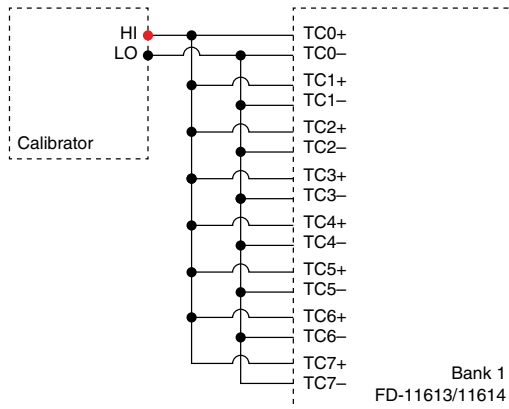 HI
LO
Calibrator
TC0+
TC0–
TC1+
TC1–
TC2+
TC2–
TC3+
TC3–
TC4+
TC4–
TC5+
TC5–
TC6+
TC6–
TC7+
TC7–
Bank 1
FD-11613/11614